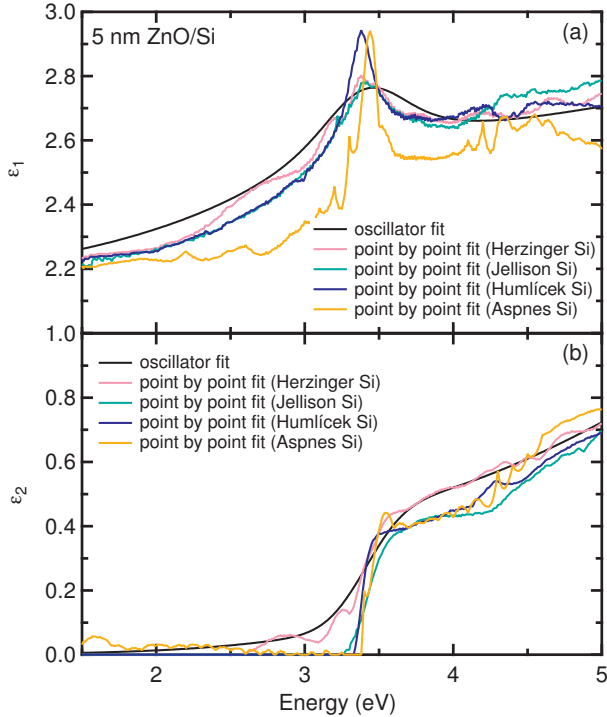 3.0
5 nm ZnO/Si
(a)
2.8
2.6
ε1
2.4
2.2
2.0
oscillator fit
point by point fit (Herzinger Si)
point by point fit (Jellison Si)
point by point fit (Humlícek Si)
point by point fit (Aspnes Si)
1.0
(b)
oscillator fit
point by point fit (Herzinger Si)
point by point fit (Jellison Si)
point by point fit (Humlícek Si)
point by point fit (Aspnes Si)
0.8
0.6
ε2
0.4
0.2
0.0
2 3 4 5
Energy (eV)